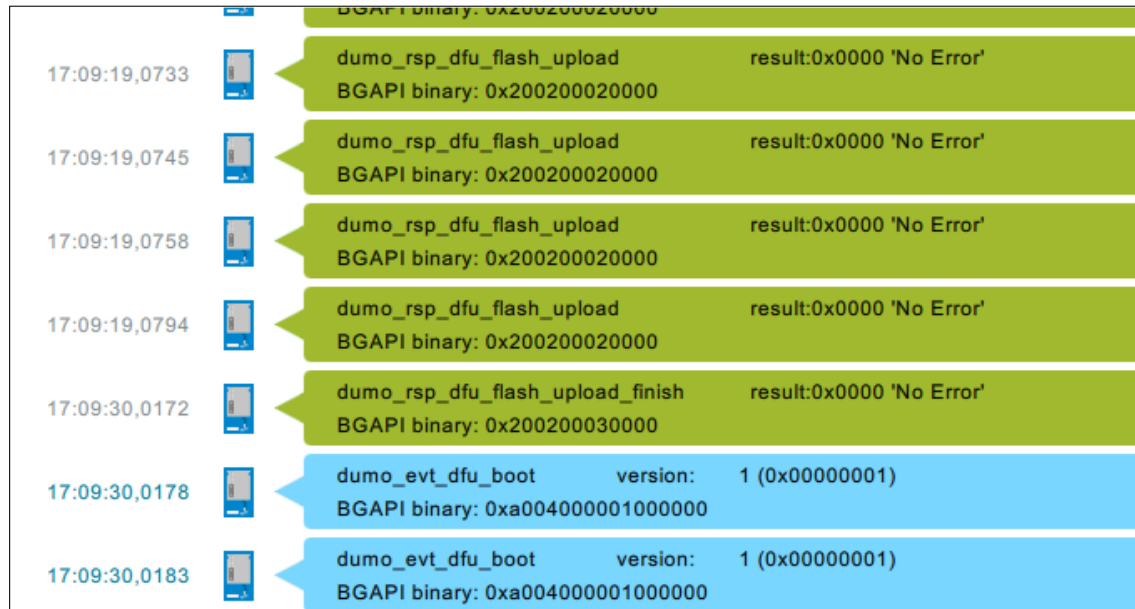 BGAPI binary: 0x200200020000
17:09:19,0733 dumo_rsp_dfu_flash_upload result:0x0000 'No Error'
BGAPI binary: 0x200200020000
17:09:19,0745 dumo_rsp_dfu_flash_upload result:0x0000 'No Error'
BGAPI binary: 0x200200020000
17:09:19,0758 dumo_rsp_dfu_flash_upload result:0x0000 'No Error'
BGAPI binary: 0x200200020000
17:09:19,0794 dumo_rsp_dfu_flash_upload result:0x0000 'No Error'
BGAPI binary: 0x200200020000
17:09:30,0172 dumo_rsp_dfu_flash_upload_finish result:0x0000 'No Error'
BGAPI binary: 0x200200030000
17:09:30,0178 dumo_evt_dfu_boot version: 1 (0x00000001)
BGAPI binary: 0xa004000001000000
17:09:30,0183 dumo_evt_dfu_boot version: 1 (0x00000001)
BGAPI binary: 0xa004000001000000